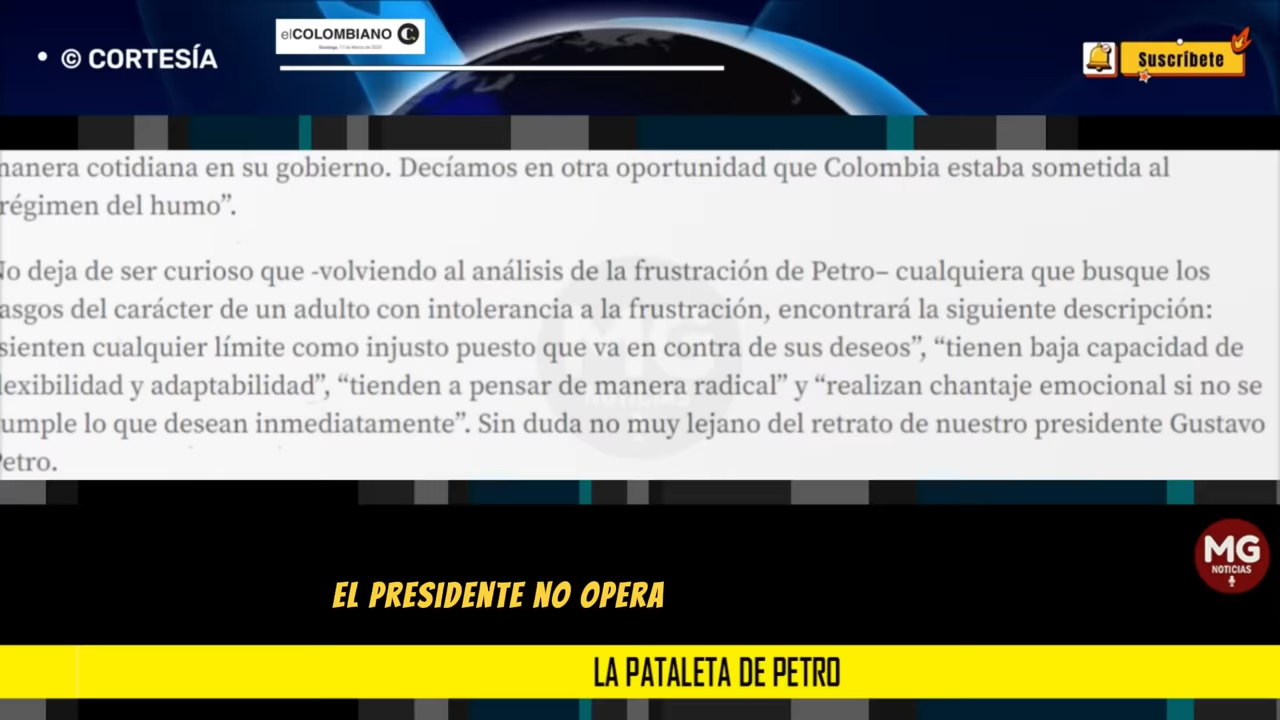 • © CORTESÍA
elCOLOMBIANO C
Suscríbete
manera cotidiana en su gobierno. Decíamos en otra oportunidad que Colombia estaba sometida al
régimen del humo”.
No deja de ser curioso que -volviendo al análisis de la frustración de Petro– cualquiera que busque los
asgos del carácter de un adulto con intolerancia a la frustración, encontrará la siguiente descripción:
sienten cualquier límite como injusto puesto que va en contra de sus deseos”, “tienen baja capacidad de
lexibilidad y adaptabilidad”, “tienden a pensar de manera radical” y “realizan chantaje emocional si no se
umple lo que desean inmediatamente”. Sin duda no muy lejano del retrato de nuestro presidente Gustavo
Petro.
MG
NOTICIAS
EL PRESIDENTE NO OPERA
LA PATALETA DE PETRO